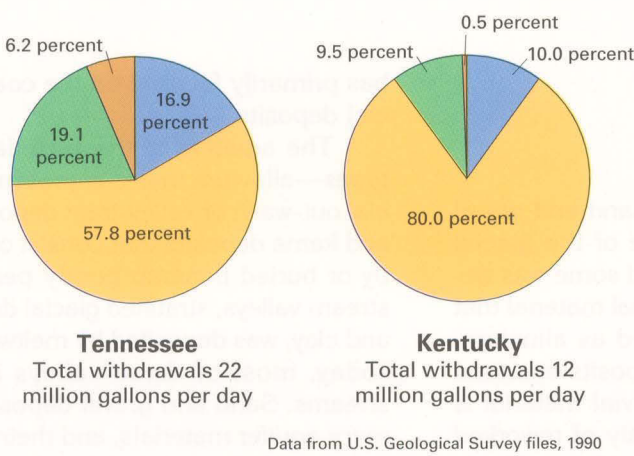 0.5 percent
6.2 percent
9.5 percent
10.0 percent
16.9
percent
19.1
percent
57.8 percent
80.0 percent
Tennessee
Total withdrawals 22
million gallons per day
Kentucky
Total withdrawals 12
million gallons per day
Data from U.S. Geological Survey files, 1990